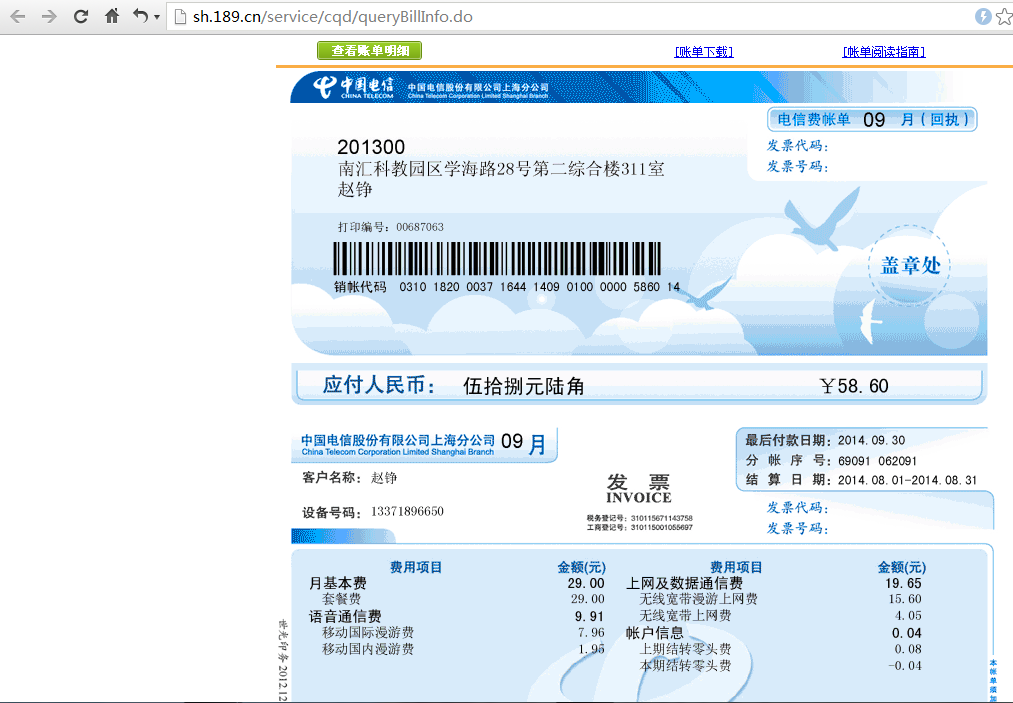 sh.189.cn/service/cqd/queryBillInfo.do
查看账单明细 [账单下载] [帐单阅读指南]
中国电信 中国电信股份有限公司上海分公司
CHINA TELECOM China Telecom Corporation Limited Shanghai Branch
电信费帐单 09 月(回执)
发票代码:
发票号码:
201300
南汇科教园区学海路28号第二综合楼311室
赵铮
打印编号: 00687063
盖章处
销帐代码 0310 1820 0037 1644 1409 0100 0000 5860 14
应付人民币: 伍拾捌元陆角 ￥58.60
中国电信股份有限公司上海分公司 09 月
China Telecom Corporation Limited Shanghai Branch
最后付款日期: 2014.09.30
分 帐 序 号: 69091 062091
结 算 日 期: 2014.08.01-2014.08.31
客户名称: 赵铮
设备号码: 13371896650
发 票
INVOICE
税务登记号: 310115671143758
工商登记号: 310115001055697
发票代码:
发票号码:
费用项目 金额(元) 费用项目 金额(元)
月基本费 29.00 上网及数据通信费 19.65
套餐费 29.00 无线宽带漫游上网费 15.60
语音通信费 9.91 无线宽带上网费 4.05
移动国际漫游费 7.96 帐户信息 0.04
移动国内漫游费 1.95 上期结转零头费 0.08
本期结转零头费 -0.04
世光印务 2012.12
本帐单须加